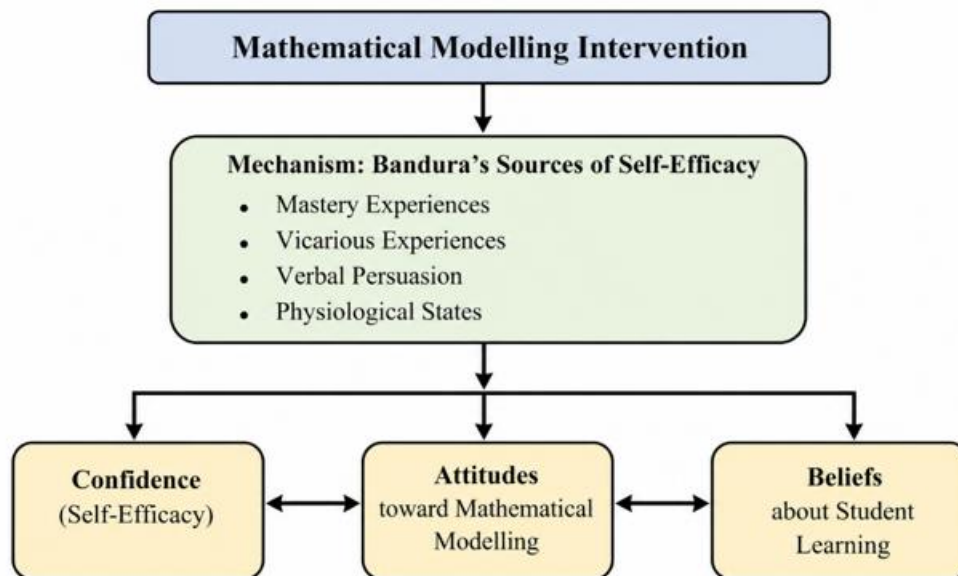 Mathematical Modelling Intervention
Mechanism: Bandura's Sources of Self-Efficacy
• Mastery Experiences
• Vicarious Experiences
• Verbal Persuasion
• Physiological States
Confidence
(Self-Efficacy)
Attitudes
toward Mathematical
Modelling
Beliefs
about Student
Learning